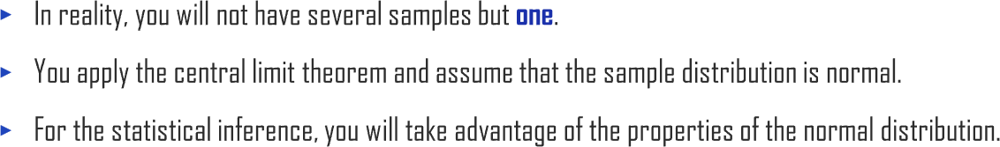 ▸ In reality, you will not have several samples but one.
▸ You apply the central limit theorem and assume that the sample distribution is normal.
▸ For the statistical inference, you will take advantage of the properties of the normal distribution.